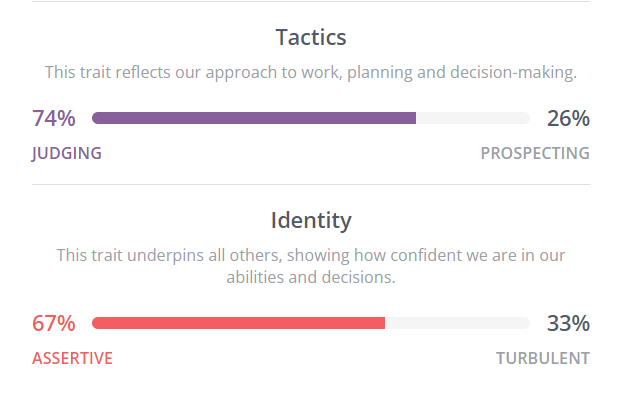 Tactics
This trait reflects our approach to work, planning and decision-making.
74% 26%
JUDGING PROSPECTING
Identity
This trait underpins all others, showing how confident we are in our
abilities and decisions.
67% 33%
ASSERTIVE TURBULENT